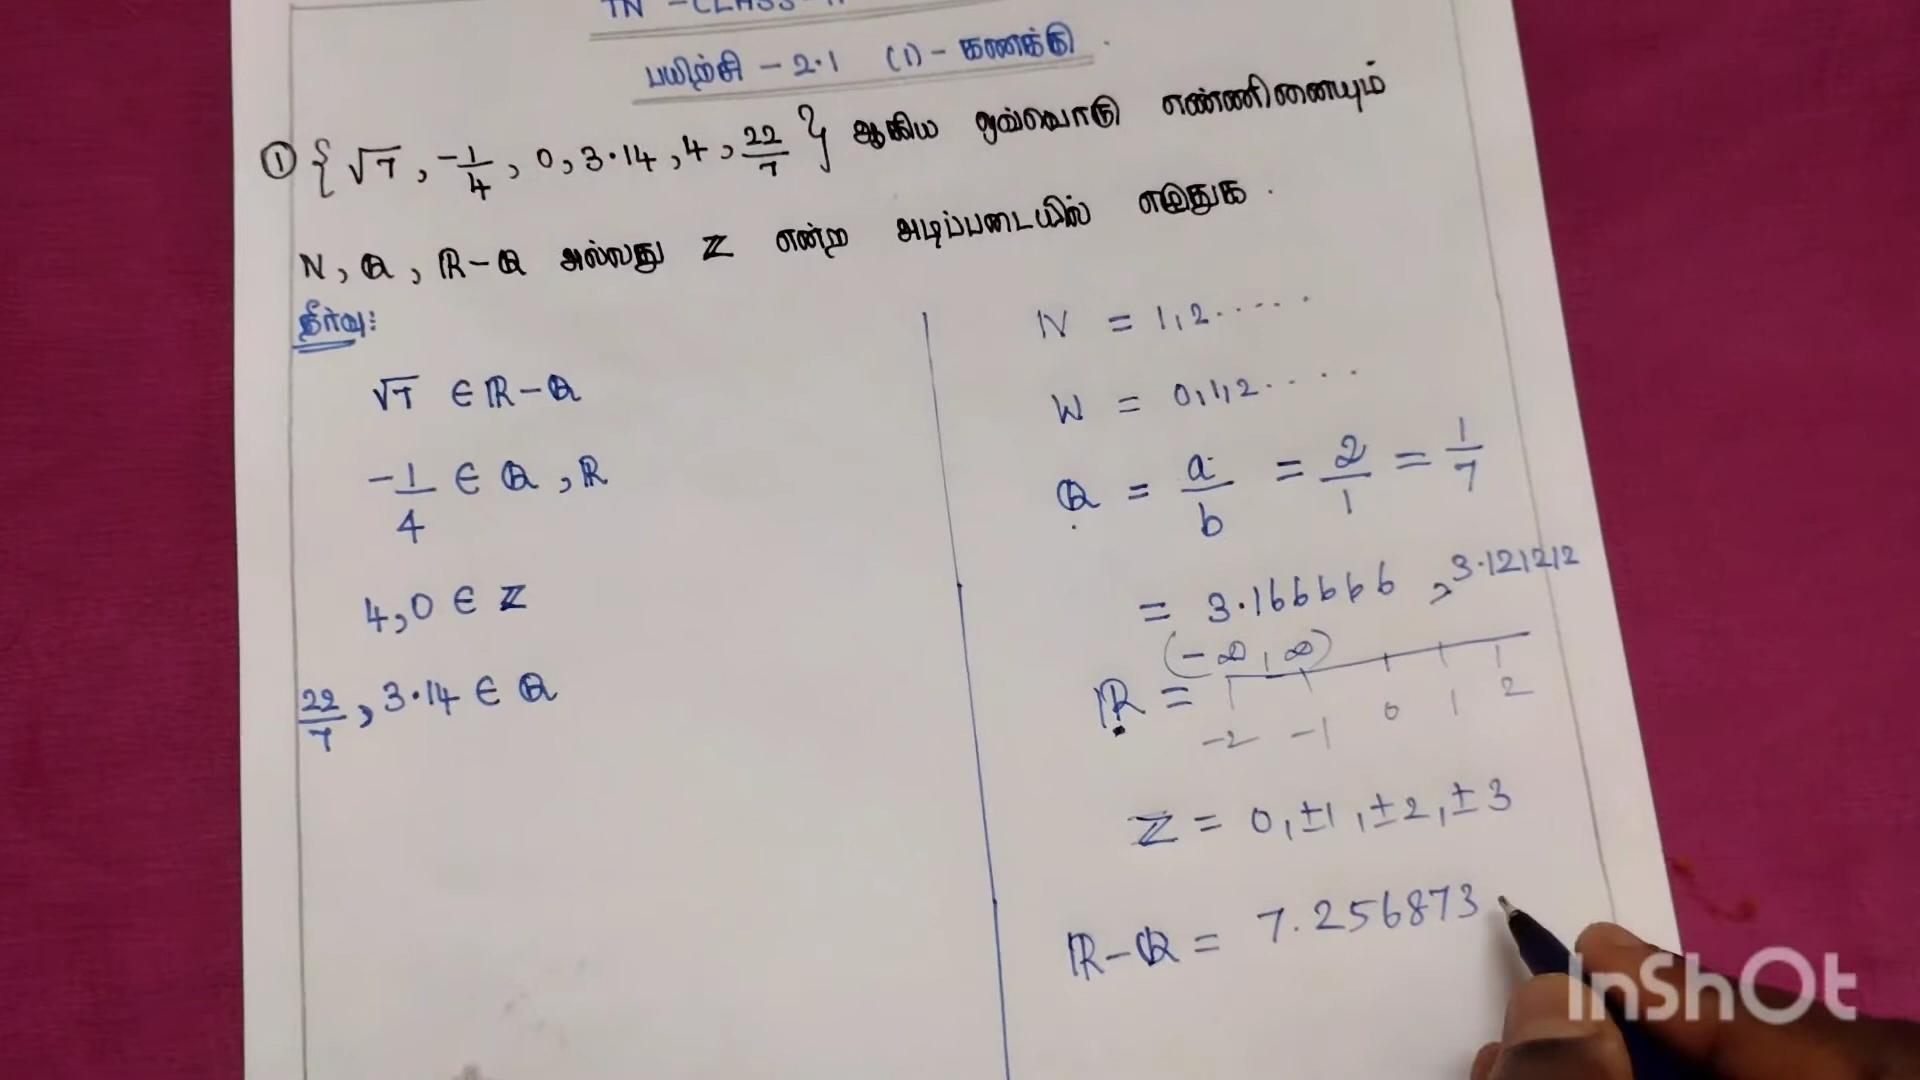 TN - CLASS -
பயிற்சி - 2.1 (1) - கணக்கு
① { √7 , -1/4 , 0, 3.14, 4, 22/7 } ஆகிய ஒவ்வொரு எண்ணினையும்
N, Q, R-Q அல்லது Z என்ற அடிப்படையில் எழுதுக.
தீர்வு:
√7 ∈ R-Q
-1/4 ∈ Q, R
4,0 ∈ Z
22/7, 3.14 ∈ Q
N = 1,2.....
W = 0,1,2....
Q = a/b = 2/1 = 1/7
= 3.166666, 3.121212
(-∞, ∞)
R =
-2 -1 0 1 2
Z = 0, ±1, ±2, ±3
R-Q = 7.256873
InShOt